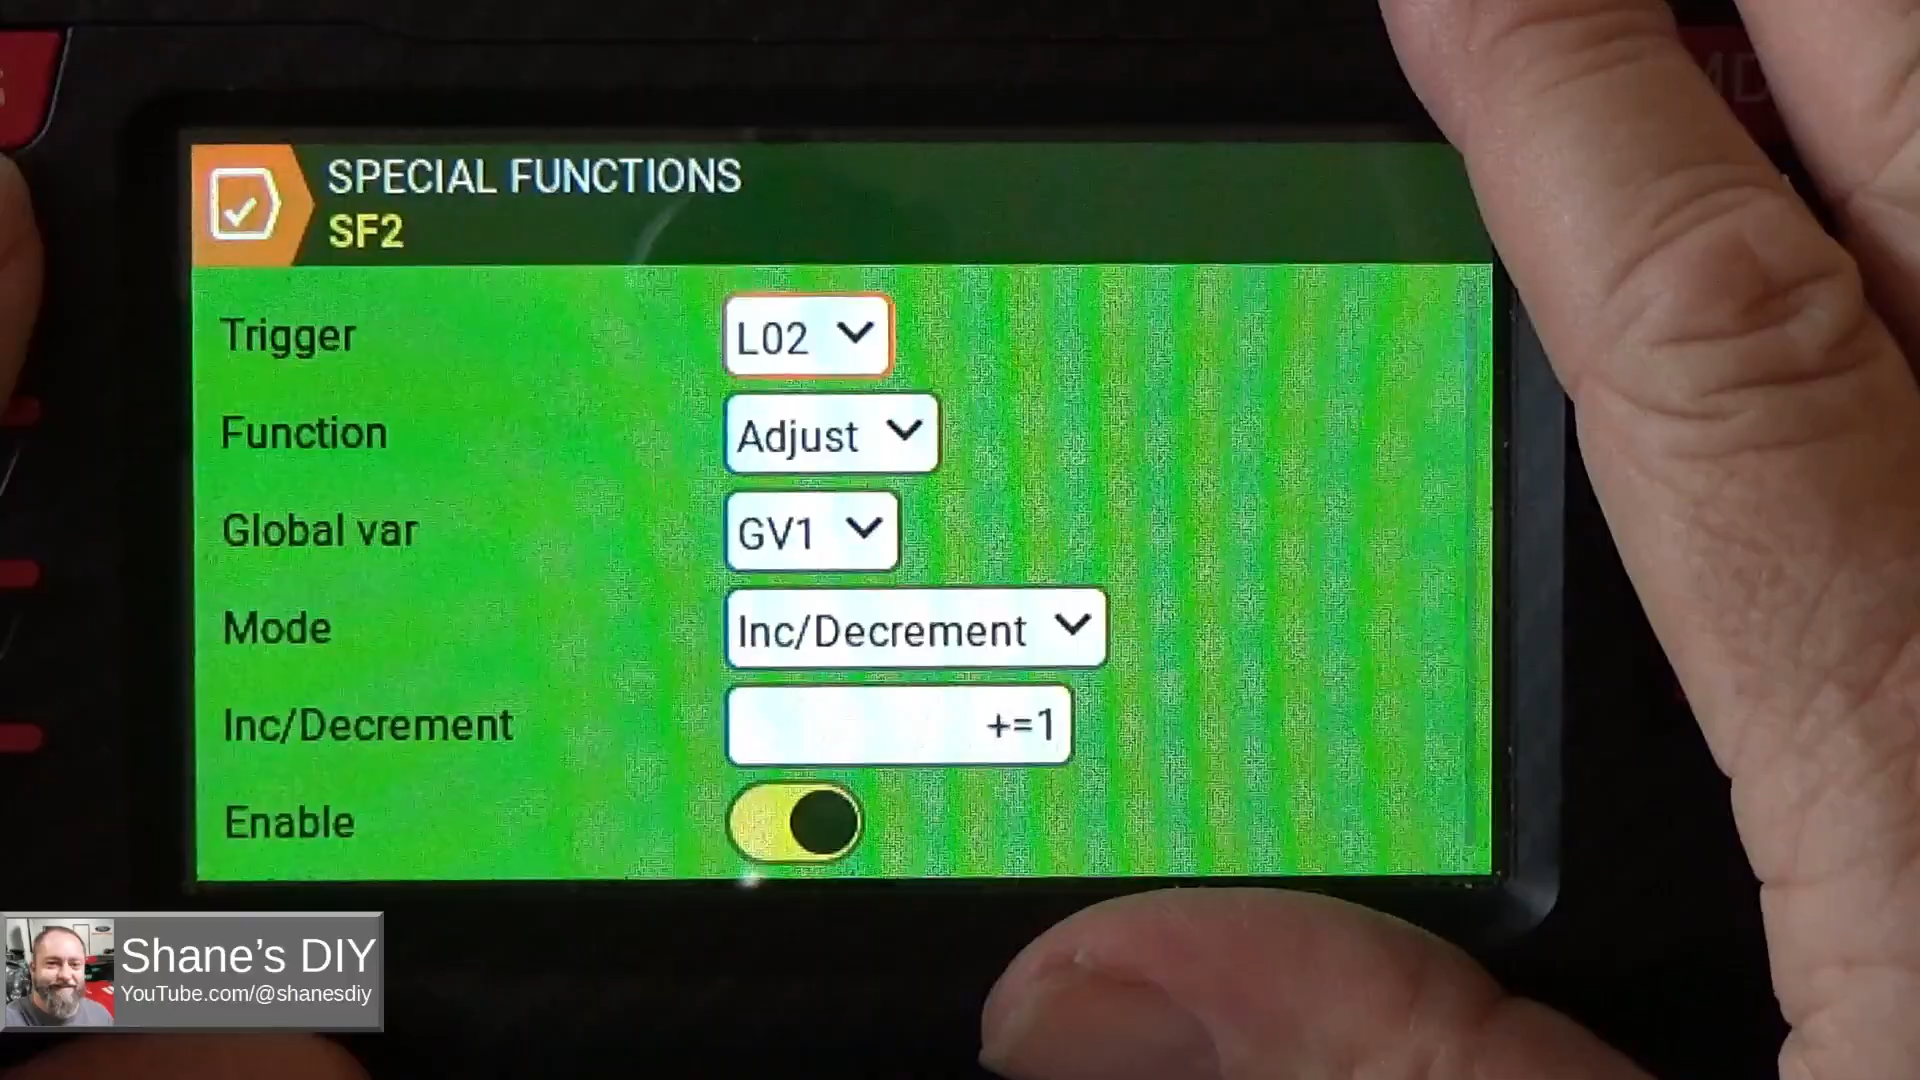 SPECIAL FUNCTIONS
SF2
Trigger L02
Function Adjust
Global var GV1
Mode Inc/Decrement
Inc/Decrement +=1
Enable
Shane's DIY
YouTube.com/@shanesdiy